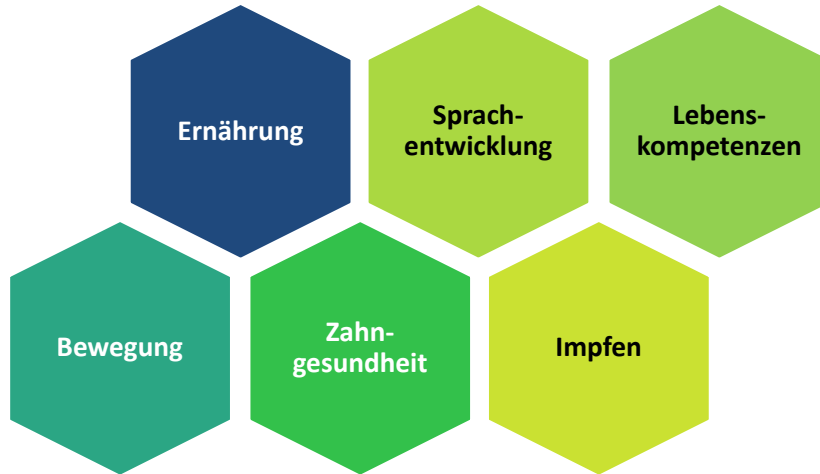 Ernährung
Sprach-
entwicklung
Lebens-
kompetenzen
Bewegung
Zahn-
gesundheit
Impfen